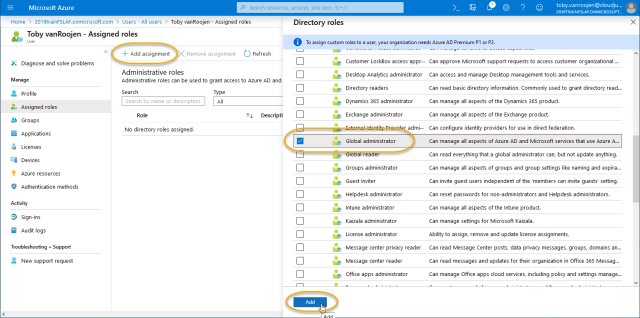 Microsoft Azure
Search resources, services, and docs (G+/)
toby.vanroojen@cloudju...
Home > 2019trainFSLAF.onmicrosoft.com > Users - All users > Toby vanRoojen - Assigned roles
Toby vanRoojen - Assigned roles
User
Diagnose and solve problems
Manage
Profile
Assigned roles
Groups
Applications
Licenses
Devices
Azure resources
Authentication methods
Activity
Sign-ins
Audit logs
Troubleshooting + Support
New support request
Add assignment
Remove assignment
Refresh
Administrative roles
Administrative roles can be used to grant access to Azure AD and
Search
Type
Search by name or description
All
Role
Descripti
No directory roles assigned.
Directory roles
To assign custom roles to a user, your organization needs Azure AD Premium P1 or P2.
Customer LockBox access appr... Can approve Microsoft support requests to access customer organizational ...
Desktop Analytics administrator Can access and manage Desktop management tools and services.
Directory readers Can read basic directory information. Commonly used to grant directory read...
Dynamics 365 administrator Can manage all aspects of the Dynamics 365 product.
Exchange administrator Can manage all aspects of the Exchange product.
External Identity Provider admi... Can configure identity providers for use in direct federation.
Global administrator Can manage all aspects of Azure AD and Microsoft services that use Azure A...
Global reader Can read everything that a global administrator can, but not update anything.
Groups administrator Can manage all aspects of groups and group settings like naming and expira...
Guest inviter Can invite guest users independent of the 'members can invite guests' setting.
Helpdesk administrator Can reset passwords for non-administrators and Helpdesk administrators.
Intune administrator Can manage all aspects of the Intune product.
Kaizala administrator Can manage settings for Microsoft Kaizala.
License administrator Ability to assign, remove and update license assignments.
Message center privacy reader Can read Message Center posts, data privacy messages, groups, domains an...
Message center reader Can read messages and updates for their organization in Office 365 Messag...
Office apps administrator Can manage Office apps cloud services, including policy and settings manage...
Add
Add